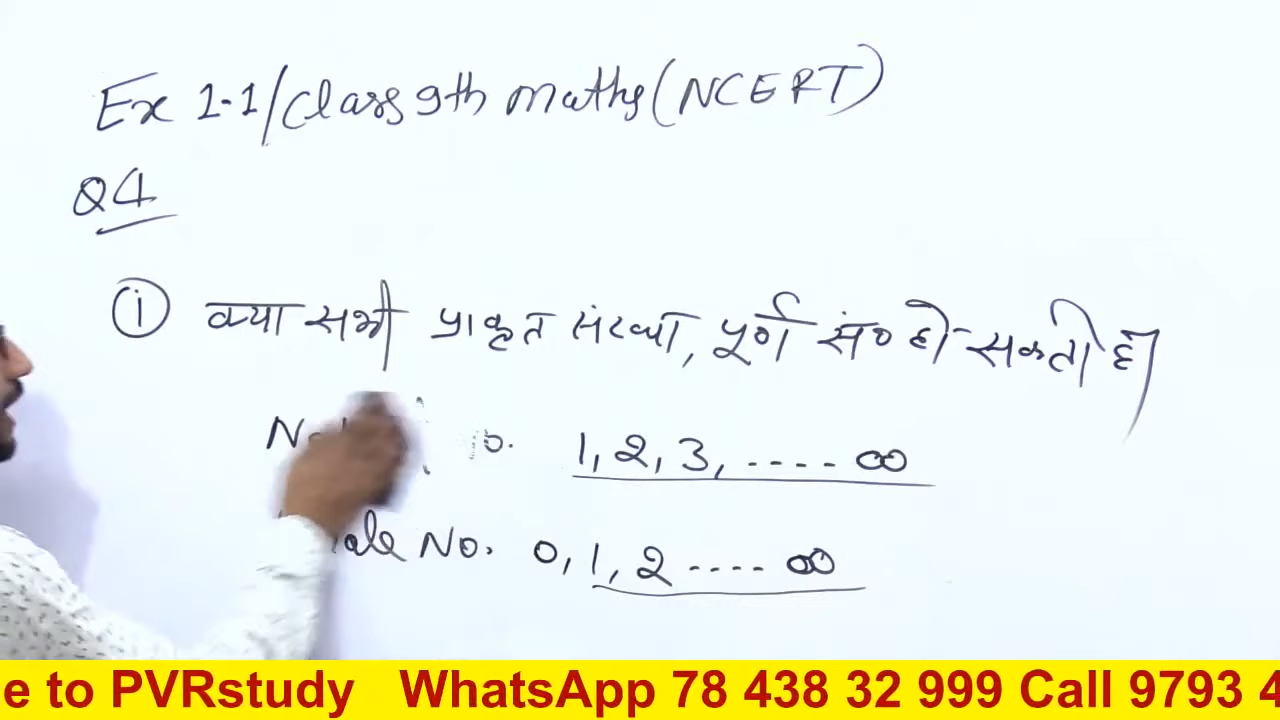 Ex 1.1/Class 9th maths (NCERT)
Q4
i क्या सभी प्राकृत संख्या, पूर्ण सं० हो सकती है
1, 2, 3, ---- ∞
No. 0, 1, 2 ---- ∞
e to PVRstudy WhatsApp 78 438 32 999 Call 9793 4